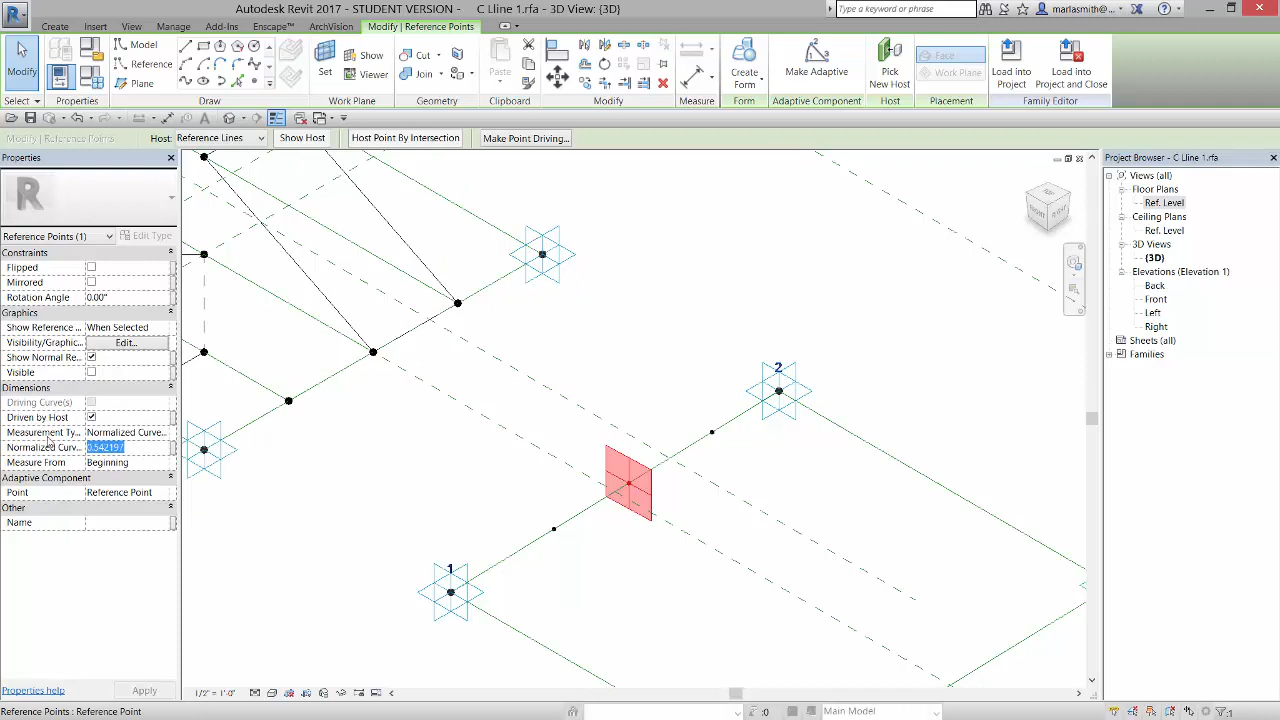 Autodesk Revit 2017 - STUDENT VERSION - C Lline 1.rfa - 3D View: {3D}
Type a keyword or phrase
marlasmith@...
Create Insert View Manage Add-Ins Enscape™ ArchVision Modify | Reference Points
Modify
Model
Reference
Plane
Set
Show
Viewer
Cut
Join
Paste
Create Form
Make Adaptive
Pick New Host
Face
Work Plane
Load into Project
Load into Project and Close
Select Properties Draw Work Plane Geometry Clipboard Modify Measure Form Adaptive Component Host Placement Family Editor
Modify | Reference Points
Host: Reference Lines Show Host Host Point By Intersection Make Point Driving...
Properties
R
Reference Points (1) Edit Type
Constraints
Flipped
Mirrored
Rotation Angle 0.00°
Graphics
Show Reference ... When Selected
Visibility/Graphic... Edit...
Show Normal Re...
Visible
Dimensions
Driving Curve(s)
Driven by Host
Measurement Ty... Normalized Curve...
Normalized Curv... 0.542197
Measure From Beginning
Adaptive Component
Point Reference Point
Other
Name
Properties help Apply
2
1
TOP
FRONT
RIGHT
Project Browser - C Lline 1.rfa
Views (all)
Floor Plans
Ref. Level
Ceiling Plans
Ref. Level
3D Views
{3D}
Elevations (Elevation 1)
Back
Front
Left
Right
Sheets (all)
Families
1/2" = 1'-0"
Reference Points : Reference Point
:0
Main Model
:1